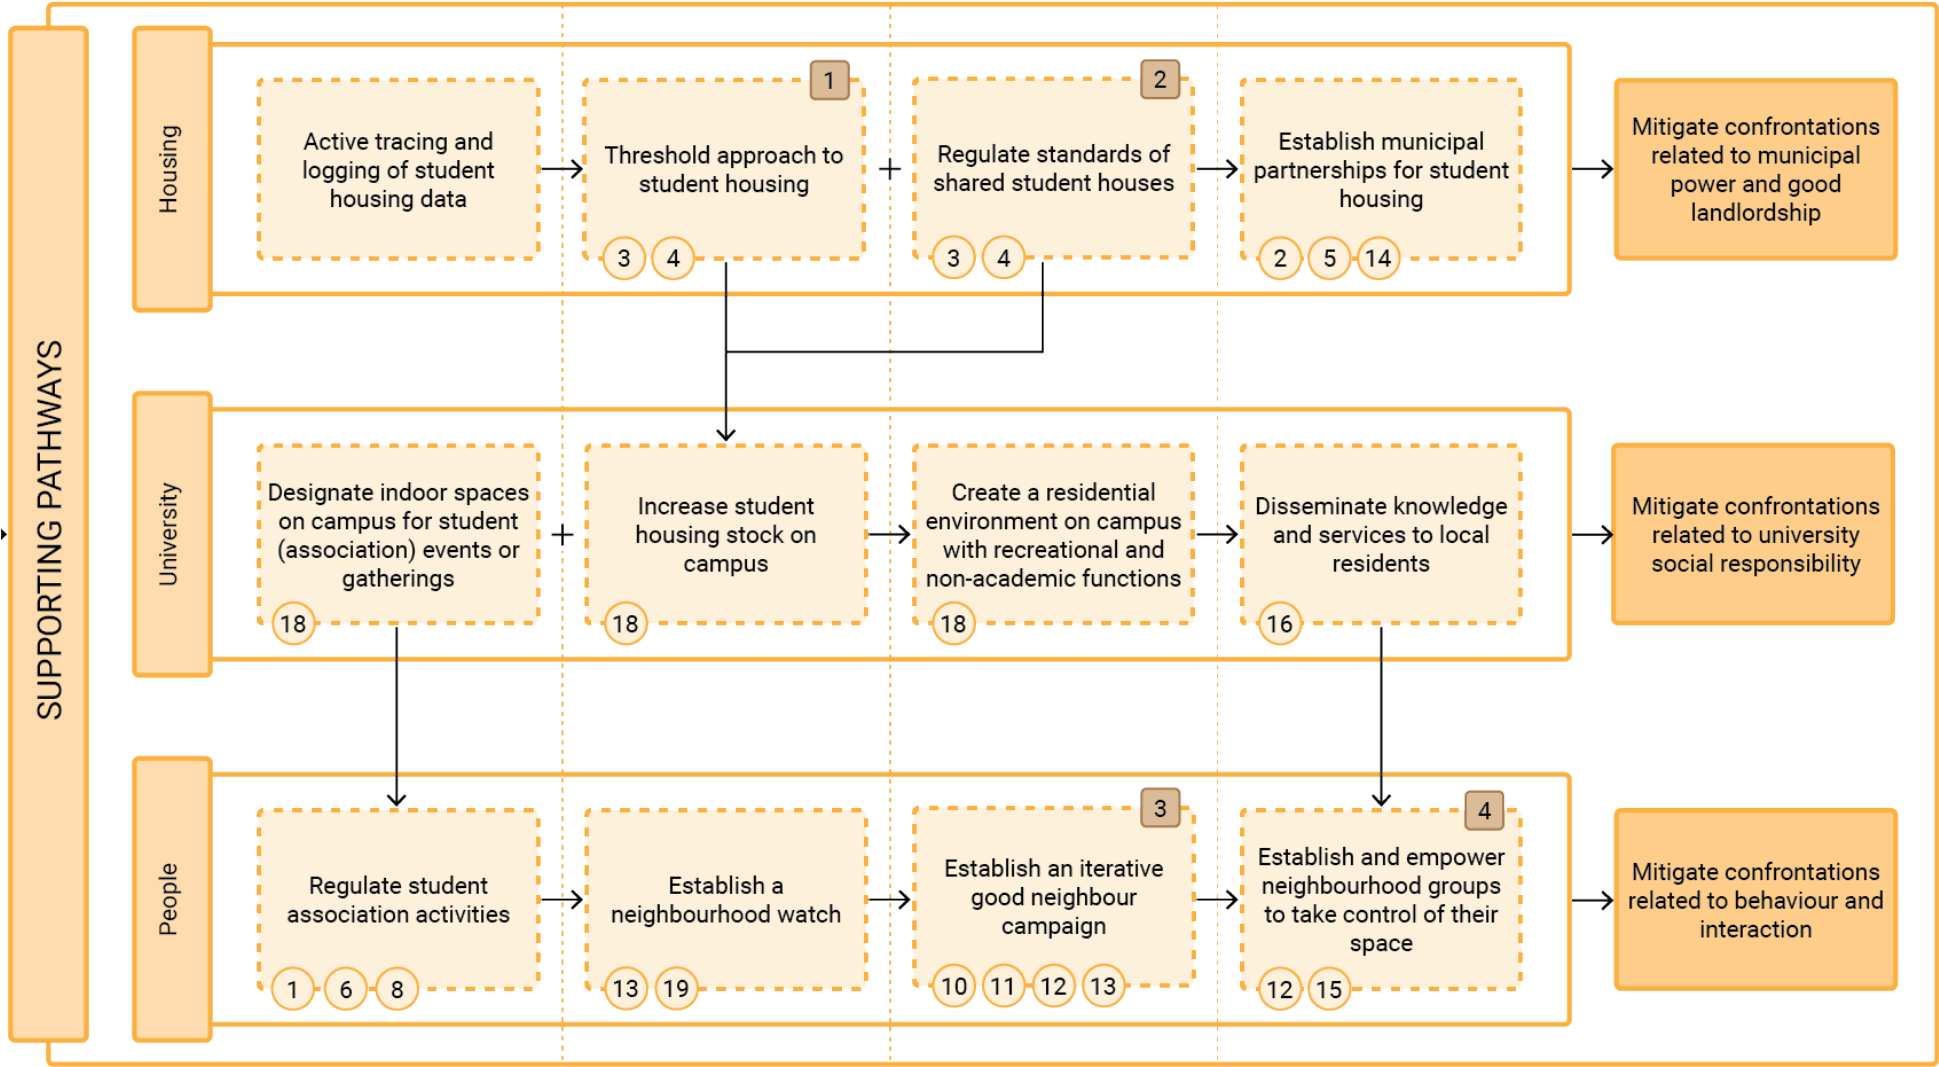 SUPPORTING PATHWAYS
Housing
Active tracing and
logging of student
housing data
1
Threshold approach to
student housing
3
4
+
2
Regulate standards of
shared student houses
3
4
Establish municipal
partnerships for student
housing
2
5
14
Mitigate confrontations
related to municipal
power and good
landlordship
University
Designate indoor spaces
on campus for student
(association) events or
gatherings
18
+
Increase student
housing stock on
campus
18
Create a residential
environment on campus
with recreational and
non-academic functions
18
Disseminate knowledge
and services to local
residents
16
Mitigate confrontations
related to university
social responsibility
People
Regulate student
association activities
1
6
8
Establish a
neighbourhood watch
13
19
3
Establish an iterative
good neighbour
campaign
10
11
12
13
4
Establish and empower
neighbourhood groups
to take control of their
space
12
15
Mitigate confrontations
related to behaviour and
interaction